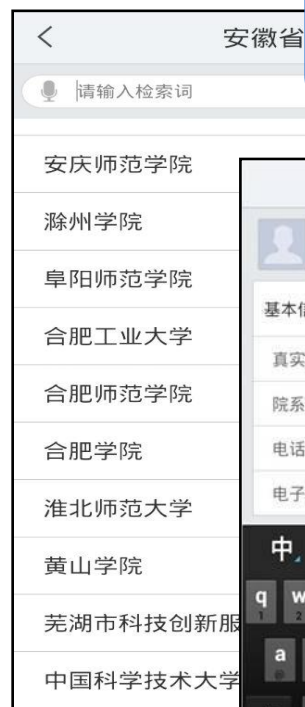 安徽省
请输入检索词
安庆师范学院
滁州学院
阜阳师范学院
合肥工业大学
合肥师范学院
合肥学院
淮北师范大学
黄山学院
芜湖市科技创新服
中国科学技术大学
基本信
真实
院系
电话
电子
中
q w
1 2
a
@